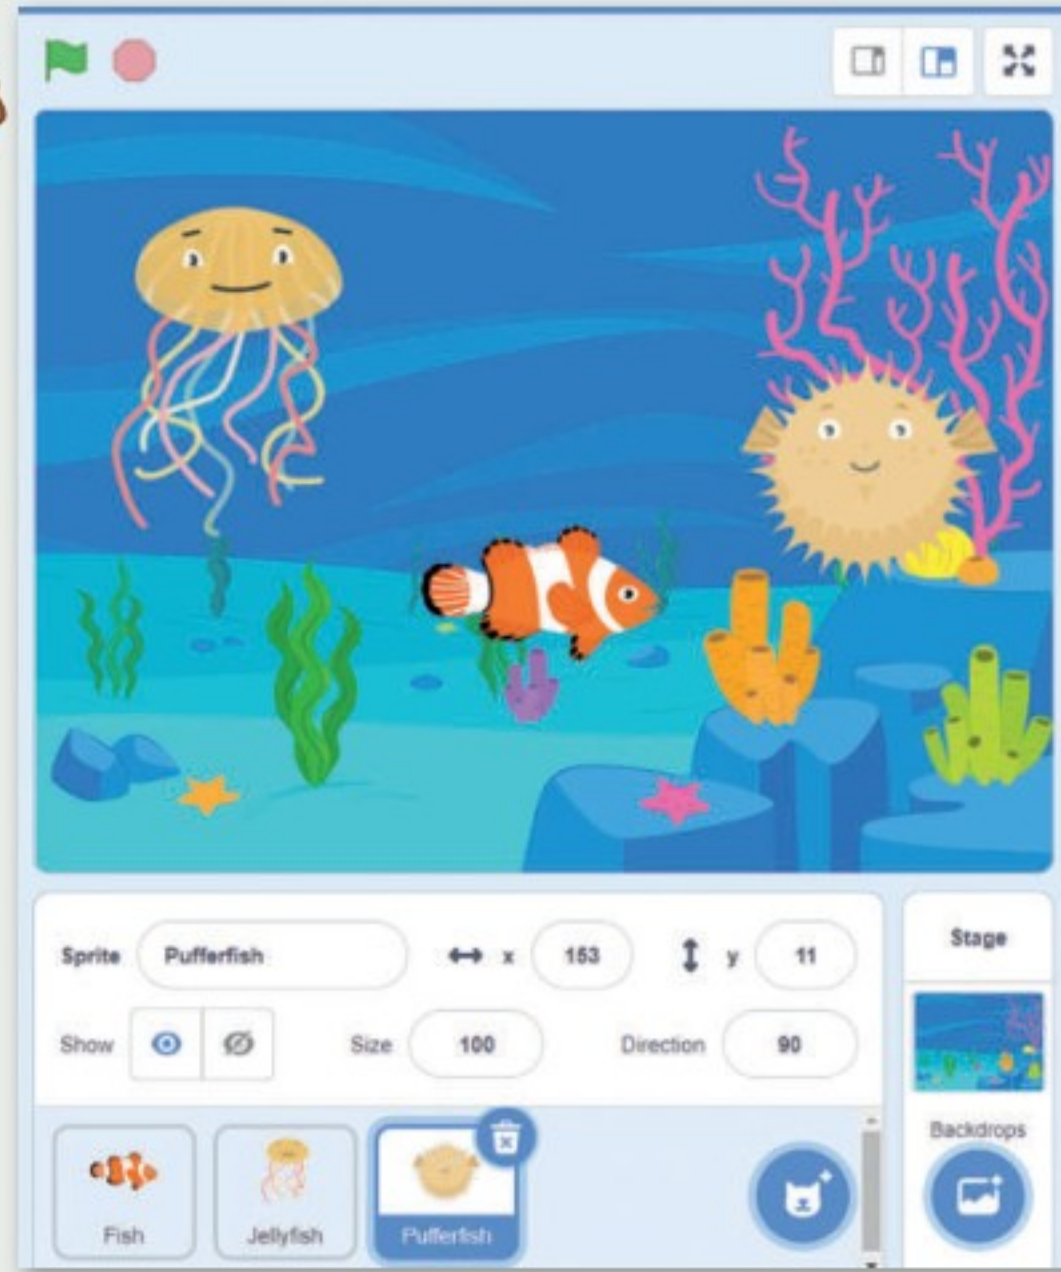 Sprite Pufferfish x 153 y 11
Show Size 100 Direction 90
Stage
Backdrops
Fish Jellyfish Pufferfish